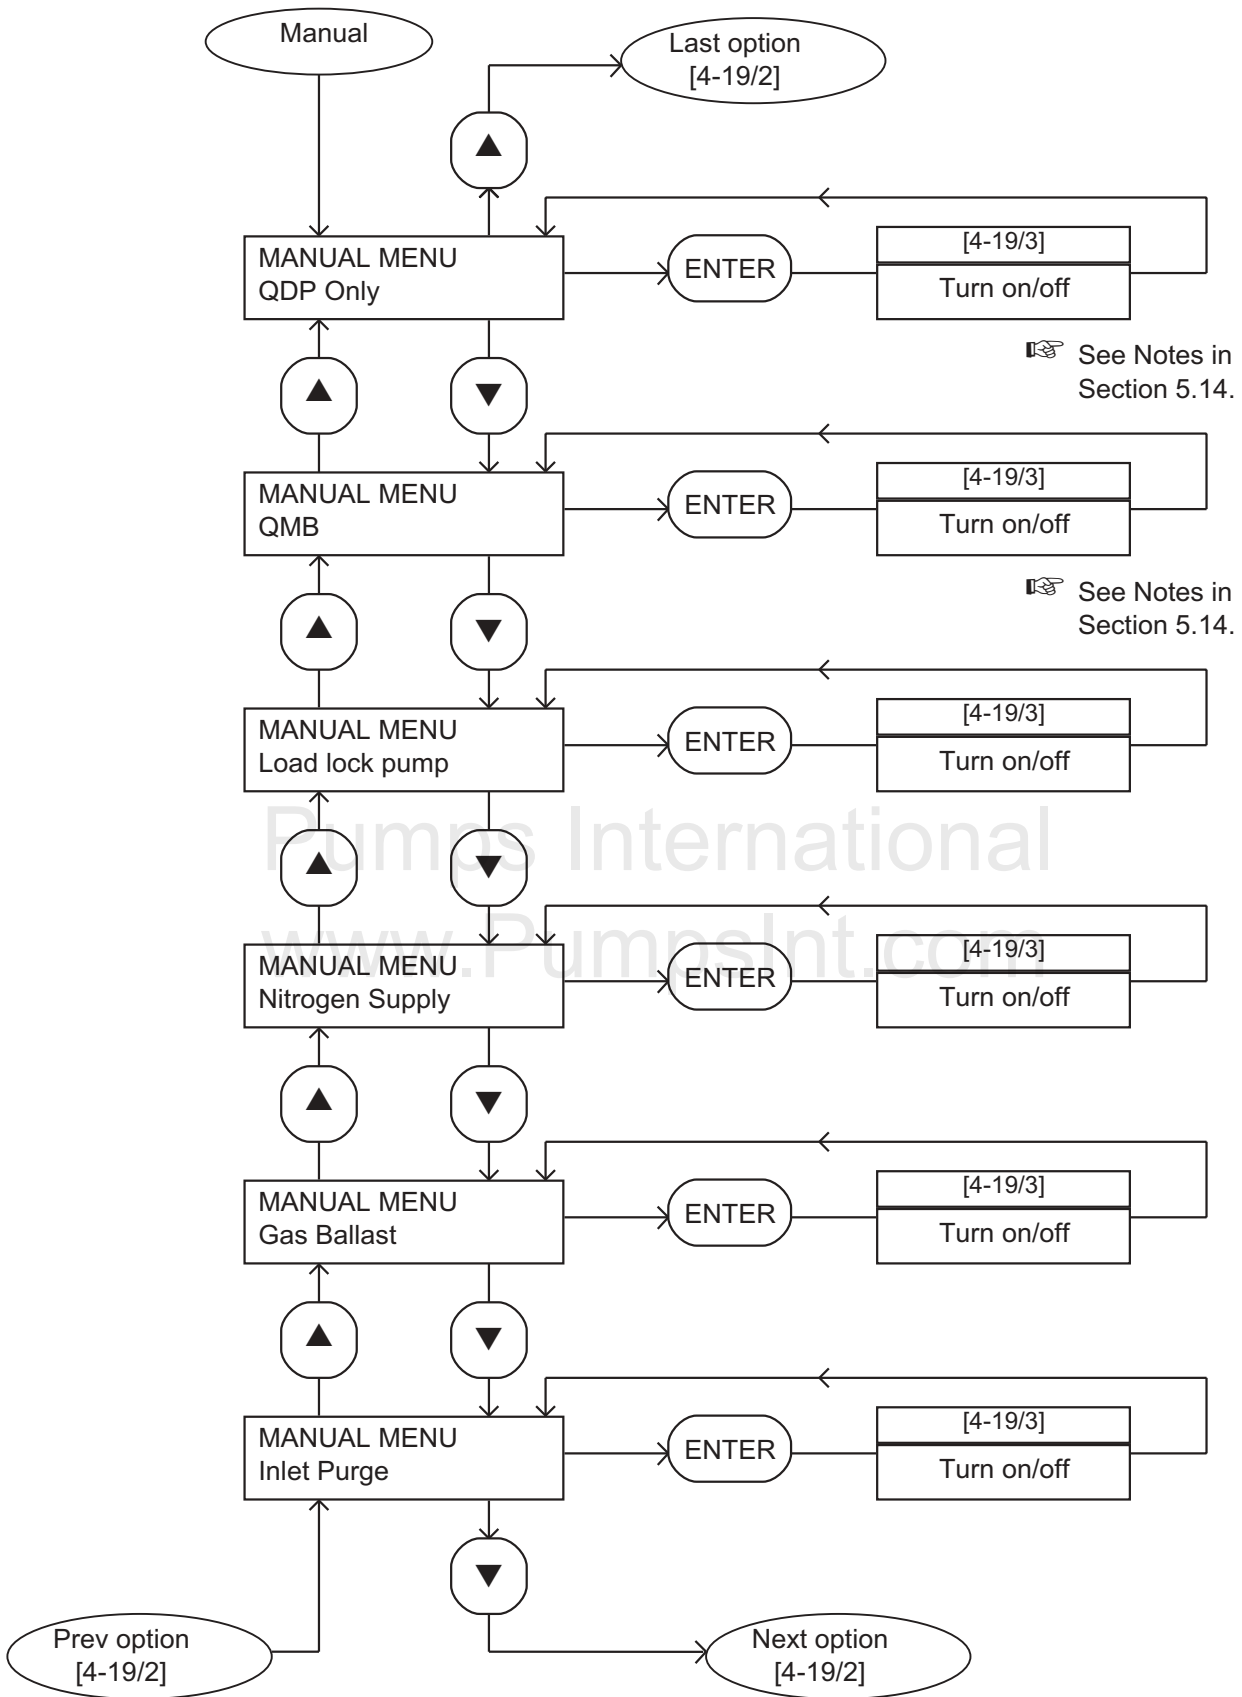 Manual
Last option
[4-19/2]
▲
MANUAL MENU
QDP Only
ENTER
[4-19/3]
Turn on/off
See Notes in
Section 5.14.
▲
▼
MANUAL MENU
QMB
ENTER
[4-19/3]
Turn on/off
See Notes in
Section 5.14.
▲
▼
MANUAL MENU
Load lock pump
ENTER
[4-19/3]
Turn on/off
Pumps International
▲
▼
www.PumpsInt.com
MANUAL MENU
Nitrogen Supply
ENTER
[4-19/3]
Turn on/off
▲
▼
MANUAL MENU
Gas Ballast
ENTER
[4-19/3]
Turn on/off
▲
▼
MANUAL MENU
Inlet Purge
ENTER
[4-19/3]
Turn on/off
▼
Prev option
[4-19/2]
Next option
[4-19/2]